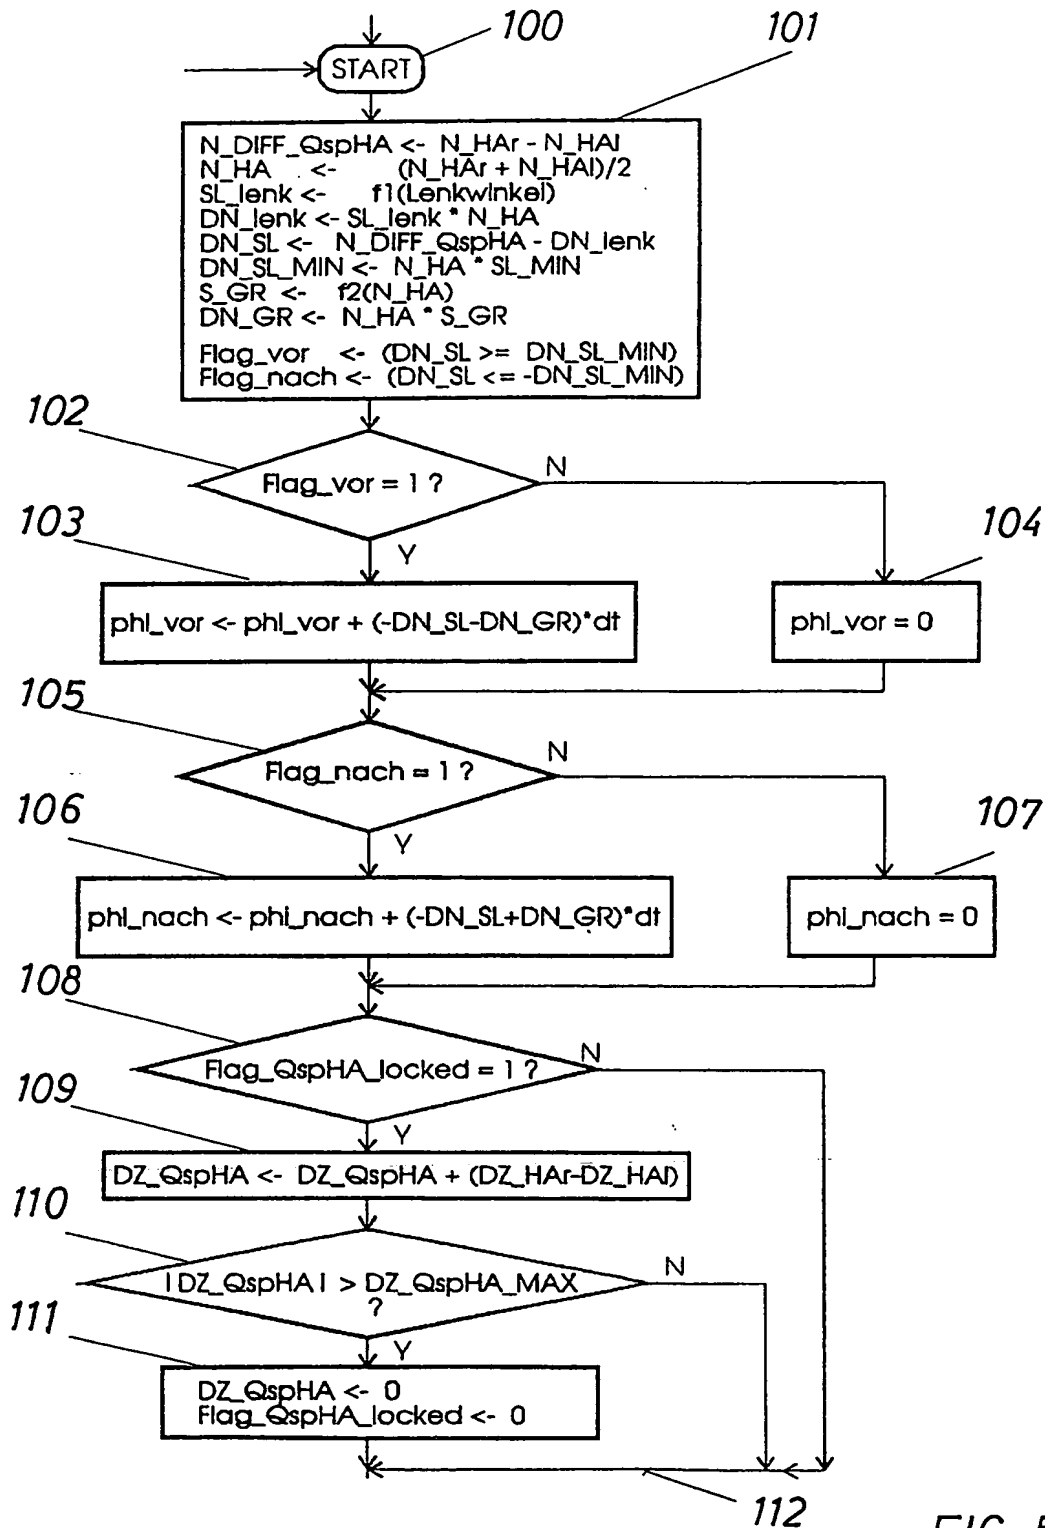 100
101
START
N_DIFF_QspHA <- N_HAr - N_HAl
N_HA <- (N_HAr + N_HAl)/2
SL_lenk <- f1(Lenkwinkel)
DN_lenk <- SL_lenk * N_HA
DN_SL <- N_DIFF_QspHA - DN_lenk
DN_SL_MIN <- N_HA * SL_MIN
S_GR <- f2(N_HA)
DN_GR <- N_HA * S_GR
Flag_vor <- (DN_SL >= DN_SL_MIN)
Flag_nach <- (DN_SL <= -DN_SL_MIN)
102
Flag_vor = 1 ?
N
Y
103
104
phi_vor <- phi_vor + (-DN_SL-DN_GR)*dt
phi_vor = 0
105
Flag_nach = 1 ?
N
Y
106
107
phi_nach <- phi_nach + (-DN_SL+DN_GR)*dt
phi_nach = 0
108
Flag_QspHA_locked = 1 ?
N
Y
109
DZ_QspHA <- DZ_QspHA + (DZ_HAr-DZ_HAl)
110
| DZ_QspHA | > DZ_QspHA_MAX
?
N
Y
111
DZ_QspHA <- 0
Flag_QspHA_locked <- 0
112
FIG.